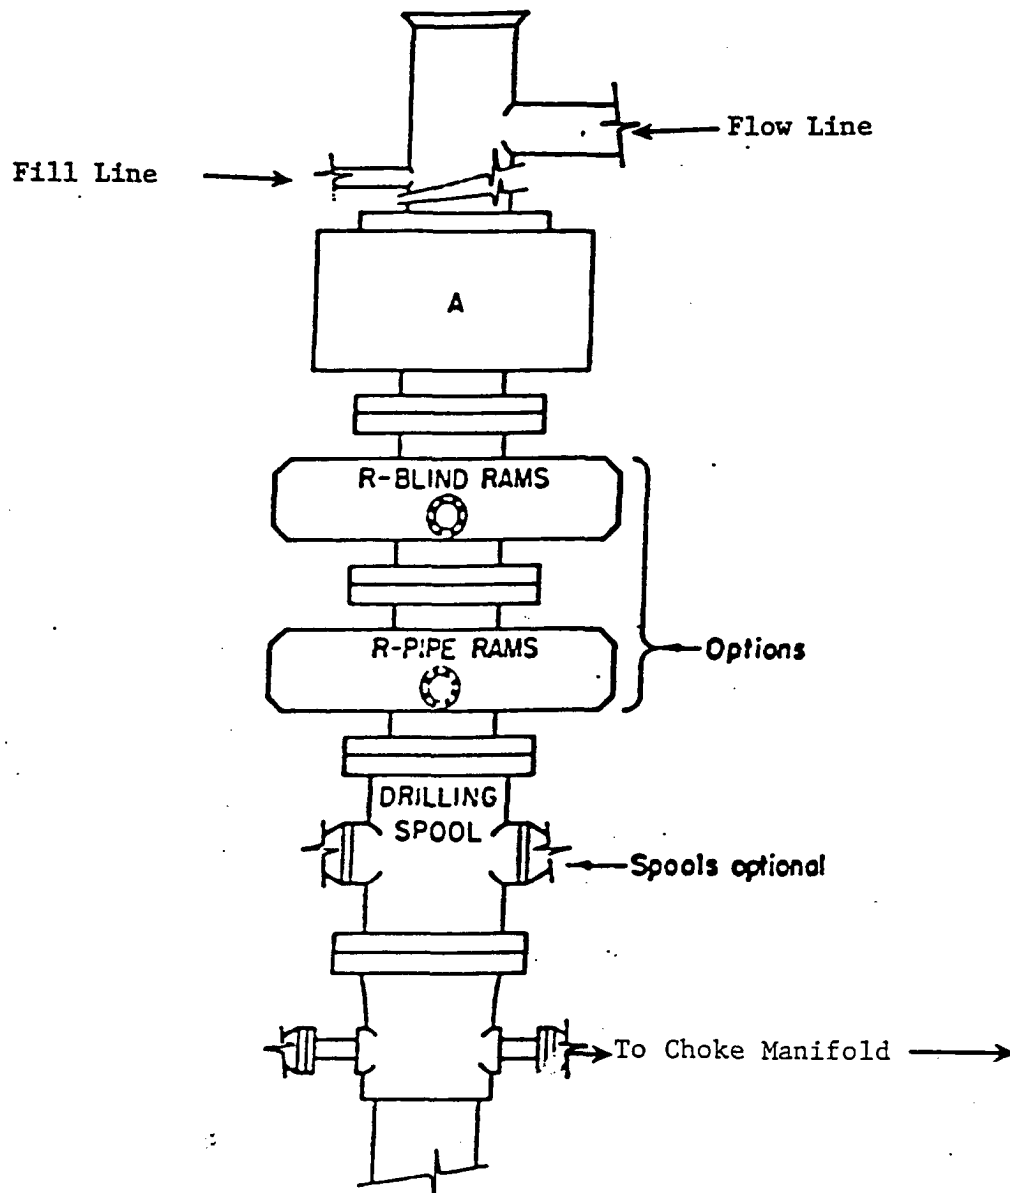 Flow Line
Fill Line
A
R-BLIND RAMS
R-PIPE RAMS
Options
DRILLING
SPOOL
Spools optional
To Choke Manifold